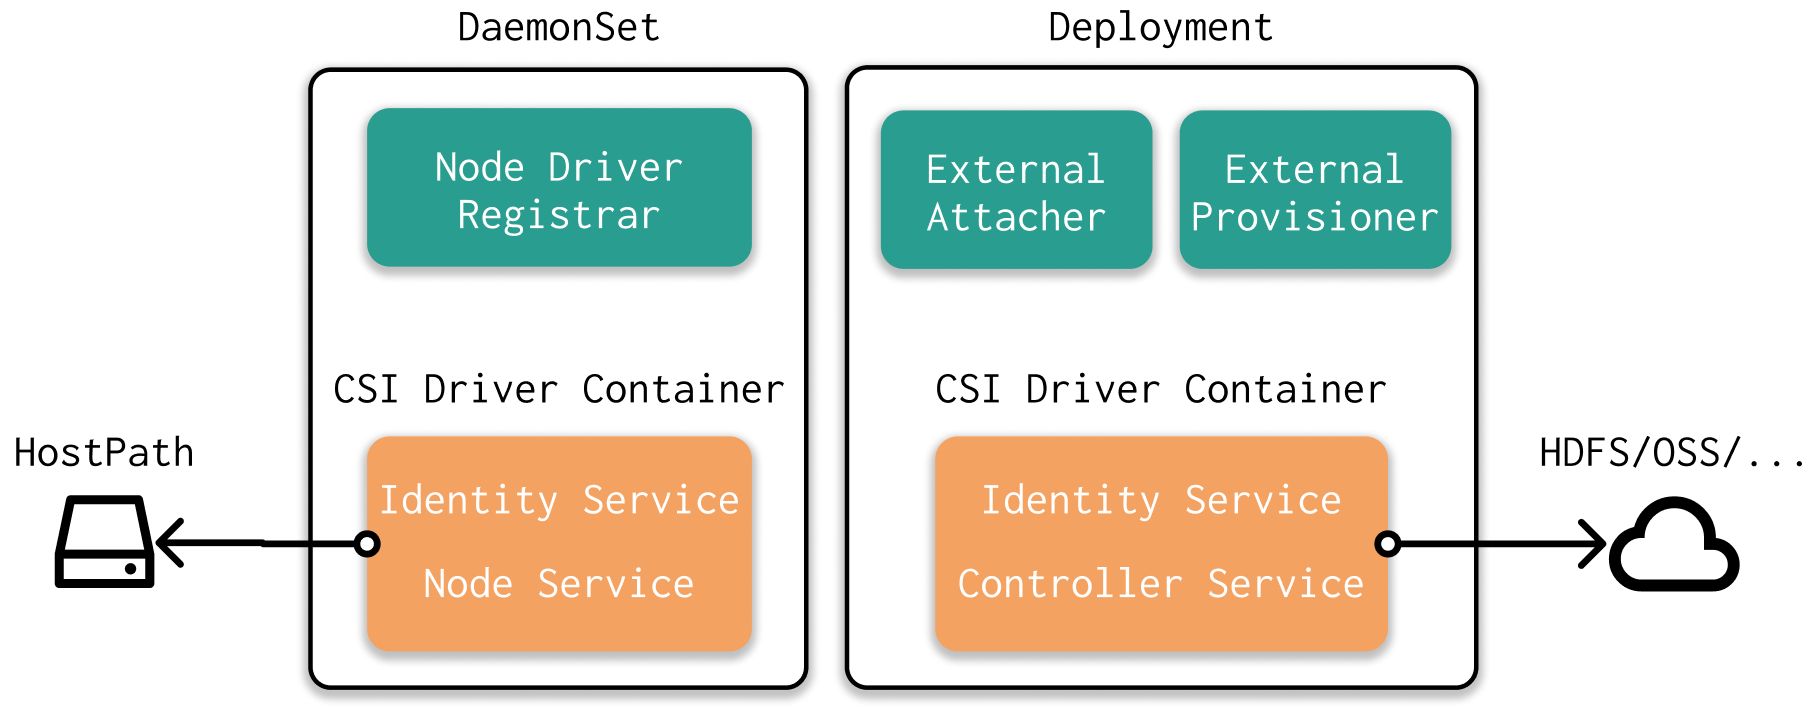 DaemonSet
Deployment
Node Driver
Registrar
External
Attacher
External
Provisioner
CSI Driver Container
CSI Driver Container
HostPath
Identity Service
Node Service
Identity Service
Controller Service
HDFS/OSS/...